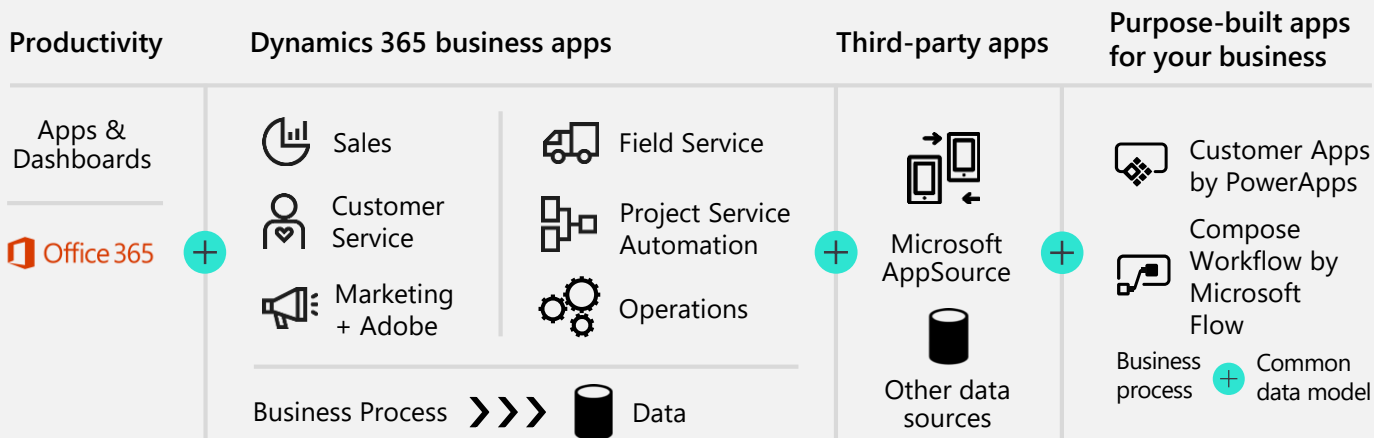 Productivity
Apps &
Dashboards
Office 365
Dynamics 365 business apps
Sales
Customer
Service
Marketing
+ Adobe
Field Service
Project Service
Automation
Operations
Business Process
Data
Third-party apps
Microsoft
AppSource
Other data
sources
Purpose-built apps
for your business
Customer Apps
by PowerApps
Compose
Workflow by
Microsoft
Flow
Business
process
+
Common
data model